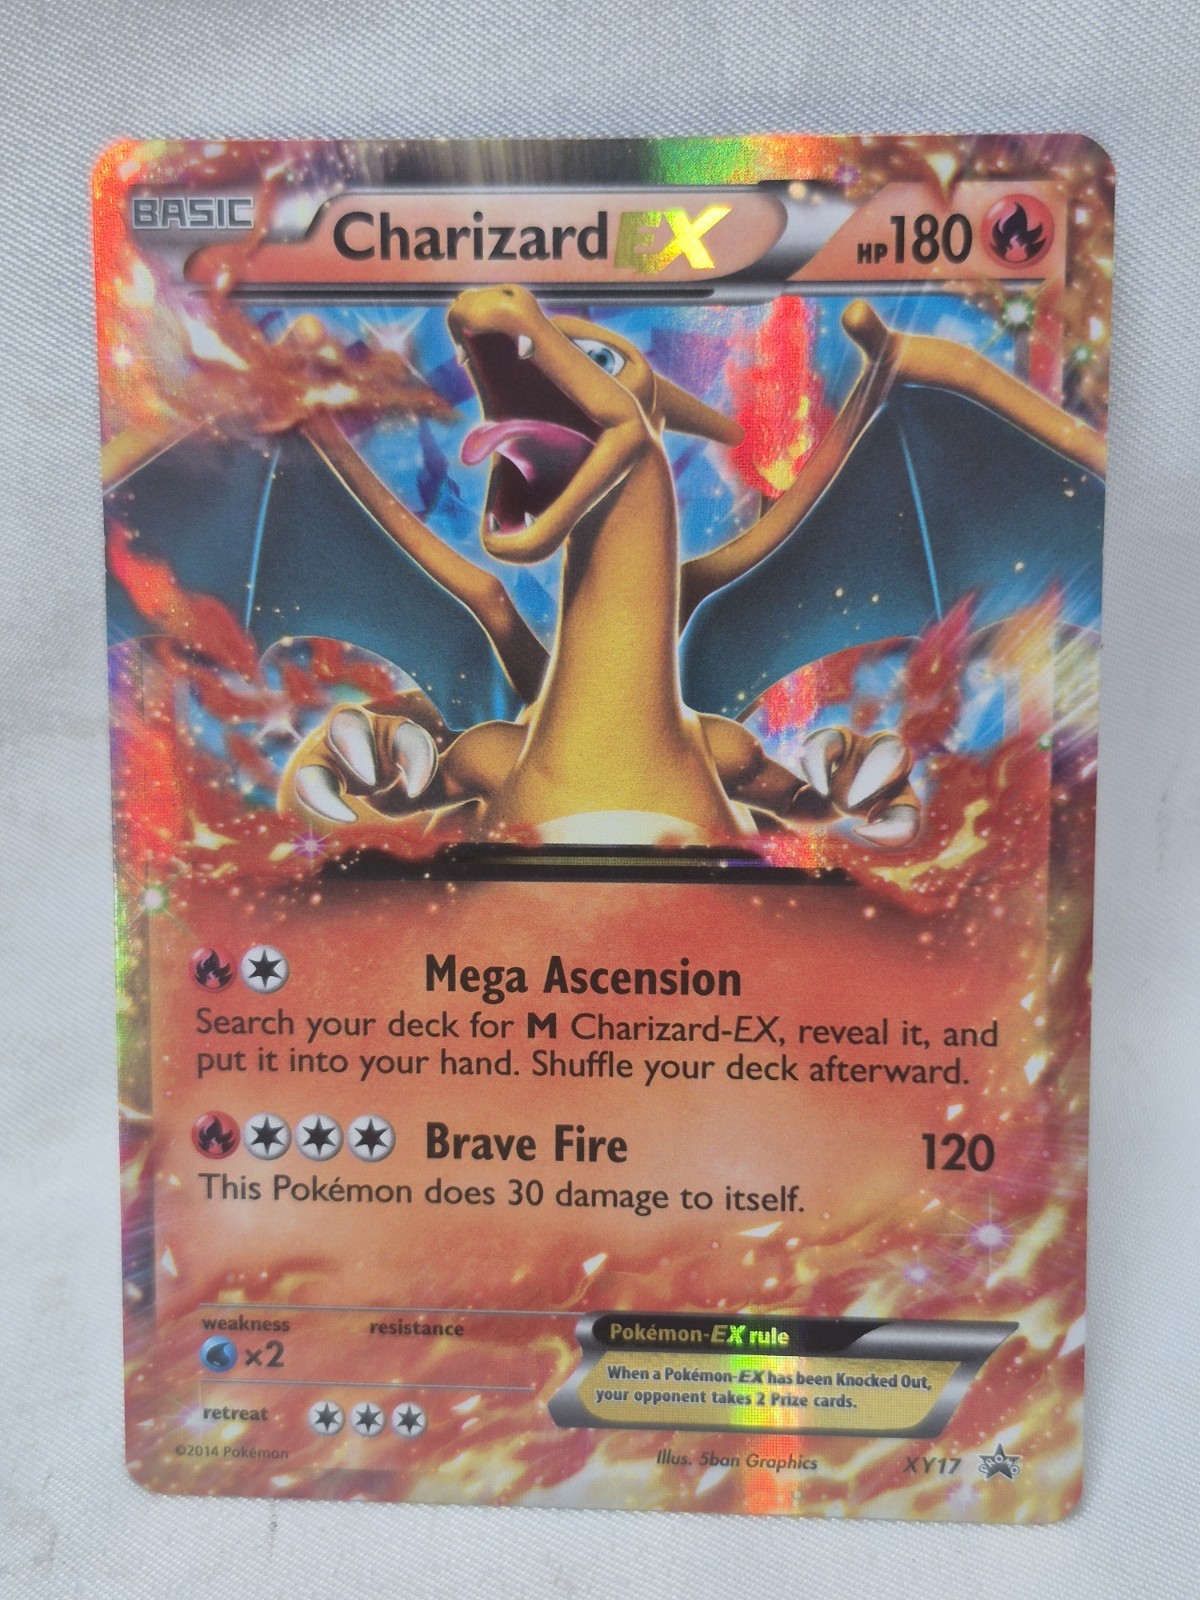 BASIC
Charizard EX
HP 180
Mega Ascension
Search your deck for M Charizard-EX, reveal it, and
put it into your hand. Shuffle your deck afterward.
Brave Fire 120
This Pokémon does 30 damage to itself.
weakness
resistance
×2
retreat
Pokémon-EX rule
When a Pokémon-EX has been Knocked Out,
your opponent takes 2 Prize cards.
©2014 Pokémon
Illus. 5ban Graphics
XY17
PROMO